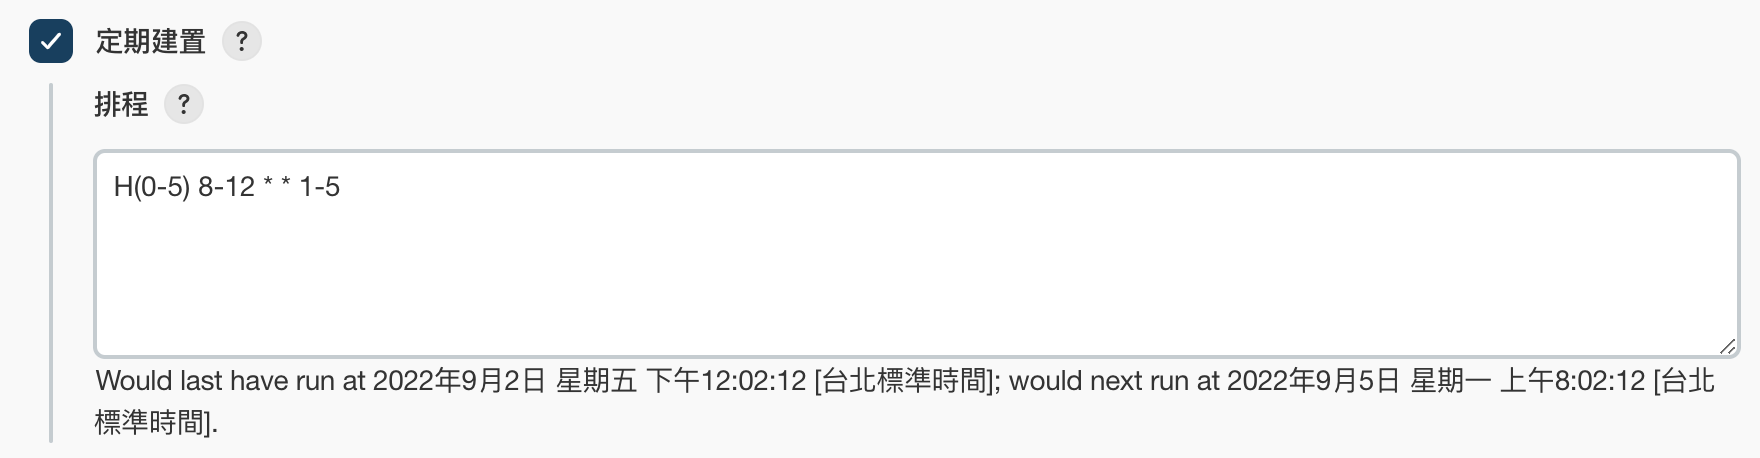 定期建置 ?
排程 ?
H(0-5) 8-12 * * 1-5
Would last have run at 2022年9月2日 星期五 下午12:02:12 [台北標準時間]; would next run at 2022年9月5日 星期一 上午8:02:12 [台北
標準時間].